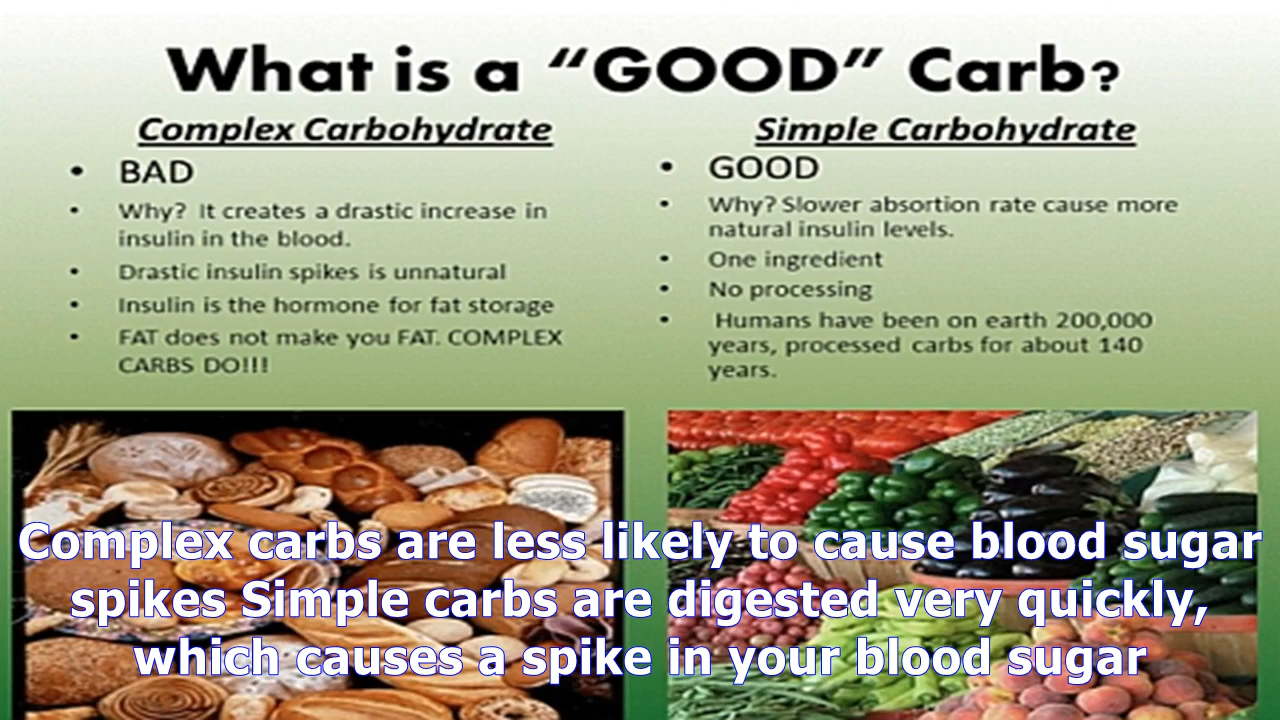 What is a “GOOD” Carb?
Complex Carbohydrate
• BAD
• Why? It creates a drastic increase in
insulin in the blood.
• Drastic insulin spikes is unnatural
• Insulin is the hormone for fat storage
• FAT does not make you FAT. COMPLEX
CARBS DO!!!
Simple Carbohydrate
• GOOD
• Why? Slower absortion rate cause more
natural insulin levels.
• One ingredient
• No processing
• Humans have been on earth 200,000
years, processed carbs for about 140
years.
Complex carbs are less likely to cause blood sugar
spikes Simple carbs are digested very quickly,
which causes a spike in your blood sugar